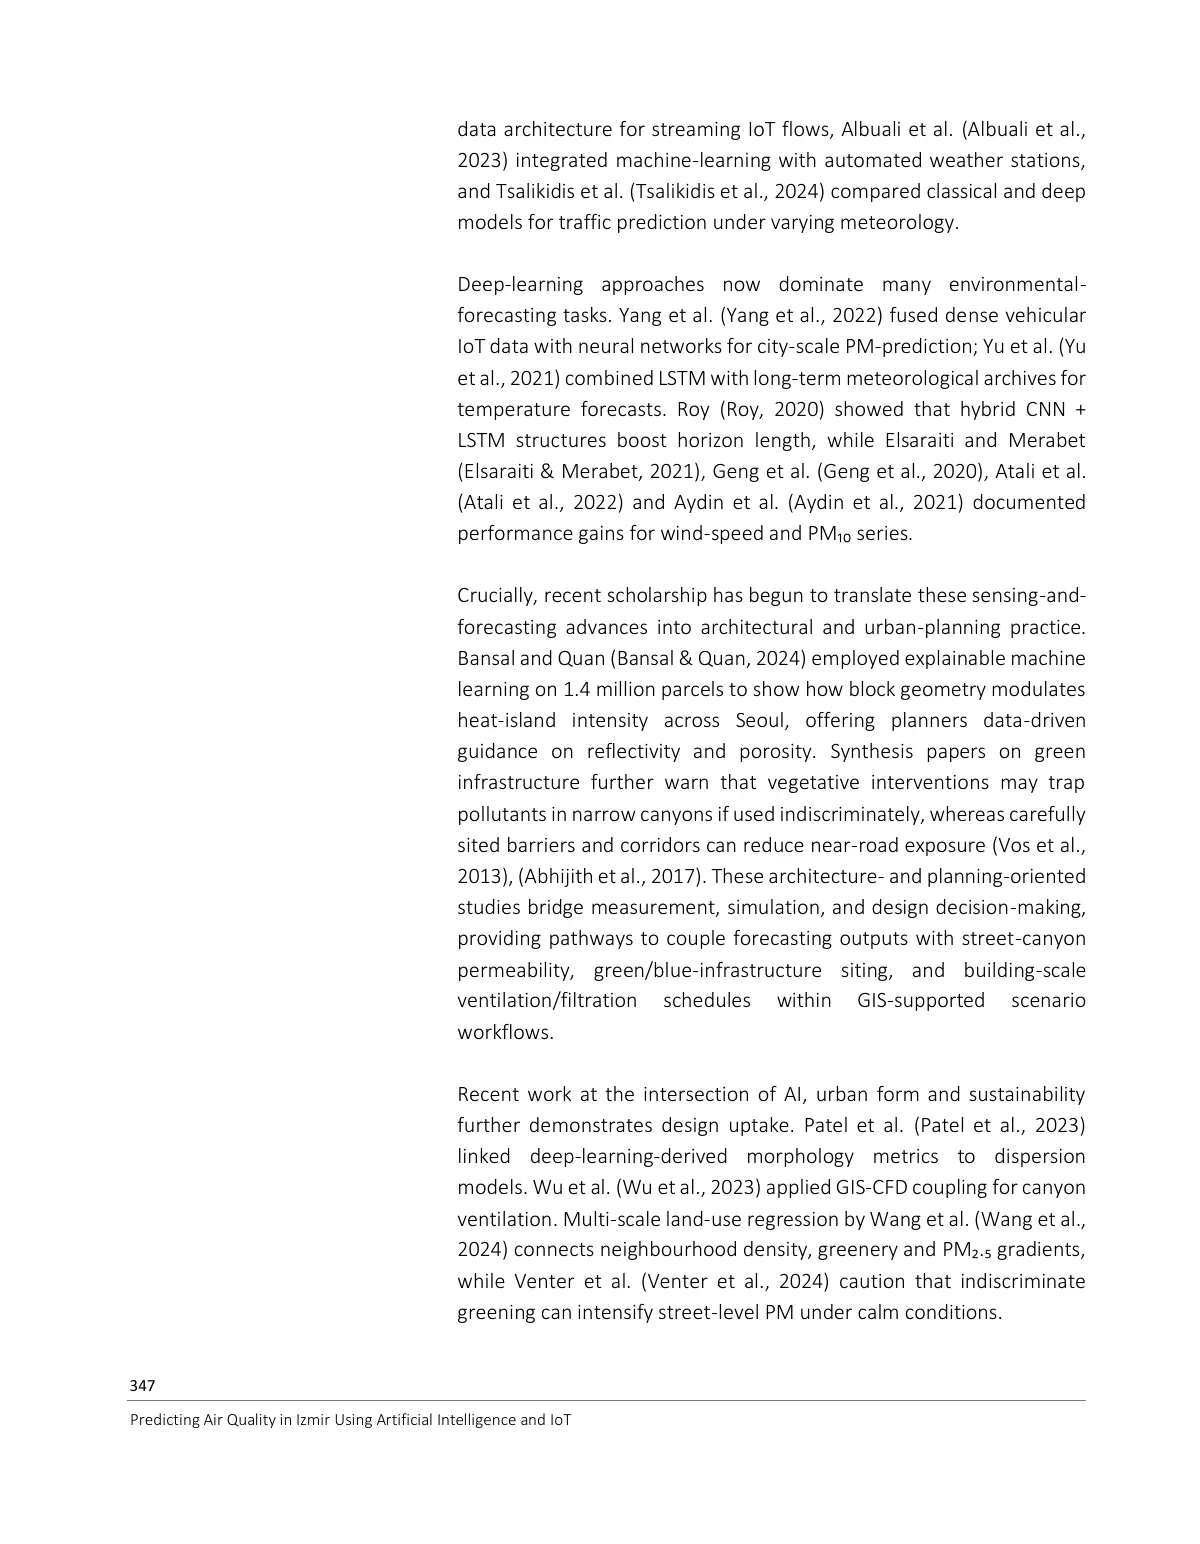 data architecture for streaming IoT flows, Albuali et al. (Albuali et al.,
2023) integrated machine-learning with automated weather stations,
and Tsalikidis et al. (Tsalikidis et al., 2024) compared classical and deep
models for traffic prediction under varying meteorology.
Deep-learning approaches now dominate many environmental-
forecasting tasks. Yang et al. (Yang et al., 2022) fused dense vehicular
IoT data with neural networks for city-scale PM-prediction; Yu et al. (Yu
et al., 2021) combined LSTM with long-term meteorological archives for
temperature forecasts. Roy (Roy, 2020) showed that hybrid CNN +
LSTM structures boost horizon length, while Elsaraiti and Merabet
(Elsaraiti & Merabet, 2021), Geng et al. (Geng et al., 2020), Atali et al.
(Atali et al., 2022) and Aydin et al. (Aydin et al., 2021) documented
performance gains for wind-speed and PM₁₀ series.
Crucially, recent scholarship has begun to translate these sensing-and-
forecasting advances into architectural and urban-planning practice.
Bansal and Quan (Bansal & Quan, 2024) employed explainable machine
learning on 1.4 million parcels to show how block geometry modulates
heat-island intensity across Seoul, offering planners data-driven
guidance on reflectivity and porosity. Synthesis papers on green
infrastructure further warn that vegetative interventions may trap
pollutants in narrow canyons if used indiscriminately, whereas carefully
sited barriers and corridors can reduce near-road exposure (Vos et al.,
2013), (Abhijith et al., 2017). These architecture- and planning-oriented
studies bridge measurement, simulation, and design decision-making,
providing pathways to couple forecasting outputs with street-canyon
permeability, green/blue-infrastructure siting, and building-scale
ventilation/filtration schedules within GIS-supported scenario
workflows.
Recent work at the intersection of AI, urban form and sustainability
further demonstrates design uptake. Patel et al. (Patel et al., 2023)
linked deep-learning-derived morphology metrics to dispersion
models. Wu et al. (Wu et al., 2023) applied GIS-CFD coupling for canyon
ventilation. Multi-scale land-use regression by Wang et al. (Wang et al.,
2024) connects neighbourhood density, greenery and PM₂.₅ gradients,
while Venter et al. (Venter et al., 2024) caution that indiscriminate
greening can intensify street-level PM under calm conditions.
347
Predicting Air Quality in Izmir Using Artificial Intelligence and IoT